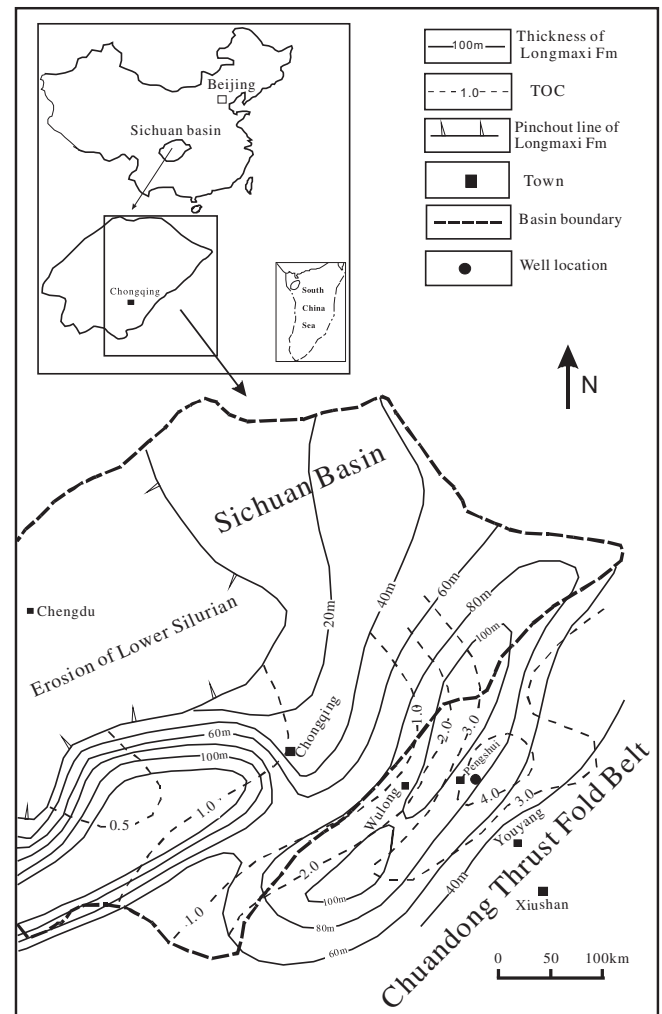 Beijing
Sichuan basin
Chongqing
South
China
Sea
Thickness of
Longmaxi Fm
100m
TOC
1.0
Pinchout line of
Longmaxi Fm
Town
Basin boundary
Well location
N
Sichuan Basin
Chengdu
Erosion of Lower Silurian
20m
40m
60m
80m
100m
Chongqing
1.0
2.0
3.0
60m
100m
0.5
1.0
Wulong
Pengshui
4.0
3.0
Youyang
40m
Xiushan
2.0
1.0
100m
80m
60m
Chuandong Thrust Fold Belt
0 50 100km